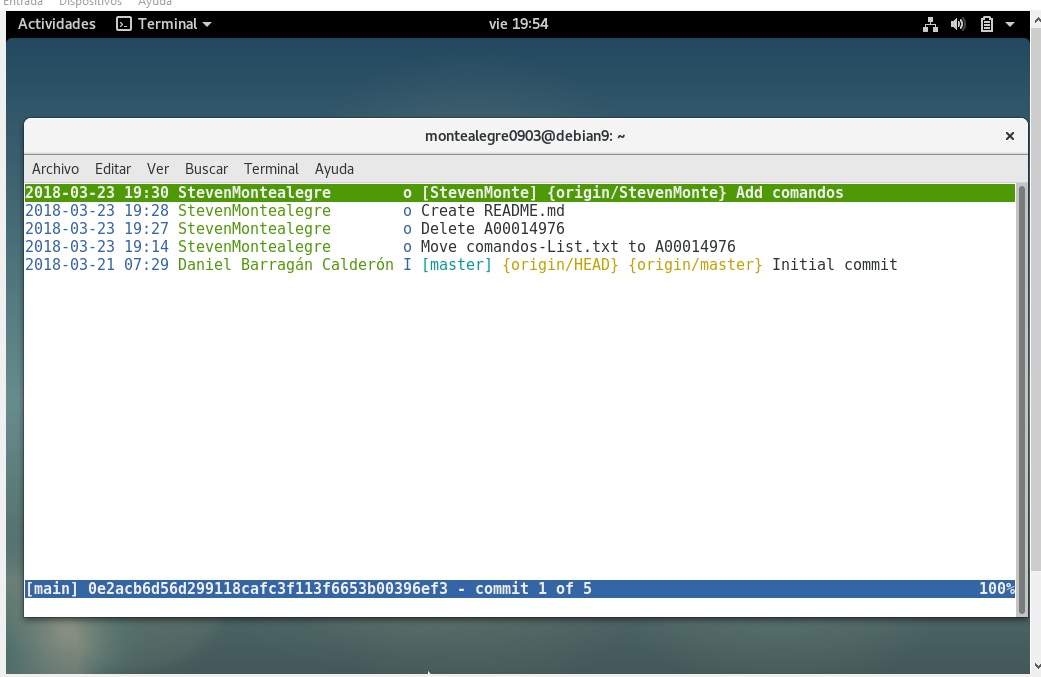 Entrada Dispositivos Ayuda
Actividades Terminal vie 19:54
montealegre0903@debian9: ~ ×
Archivo Editar Ver Buscar Terminal Ayuda
2018-03-23 19:30 StevenMontealegre o [StevenMonte] {origin/StevenMonte} Add comandos
2018-03-23 19:28 StevenMontealegre o Create README.md
2018-03-23 19:27 StevenMontealegre o Delete A00014976
2018-03-23 19:14 StevenMontealegre o Move comandos-List.txt to A00014976
2018-03-21 07:29 Daniel Barragán Calderón I [master] {origin/HEAD} {origin/master} Initial commit
[main] 0e2acb6d56d299118cafc3f113f6653b00396ef3 - commit 1 of 5 100%